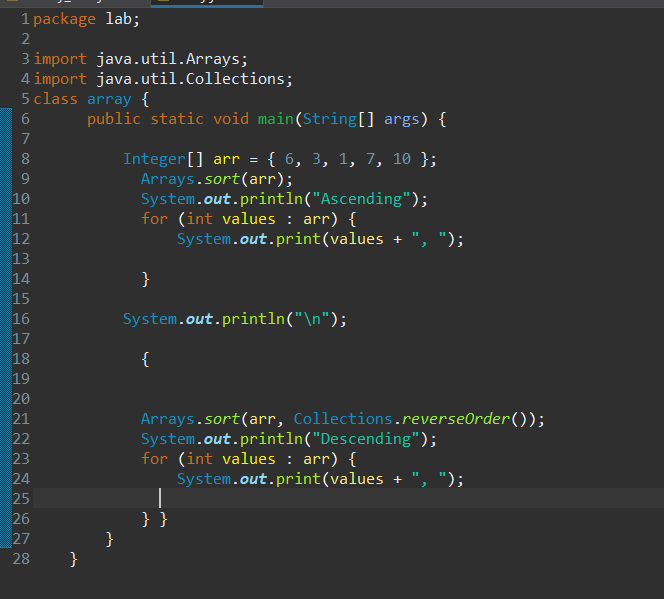 1 package lab;
2
3 import java.util.Arrays;
4 import java.util.Collections;
5 class array {
6 public static void main(String[] args) {
7
8 Integer[] arr = { 6, 3, 1, 7, 10 };
9 Arrays.sort(arr);
10 System.out.println("Ascending");
11 for (int values : arr) {
12 System.out.print(values + ", ");
13
14 }
15
16 System.out.println("\n");
17
18 {
19
20
21 Arrays.sort(arr, Collections.reverseOrder());
22 System.out.println("Descending");
23 for (int values : arr) {
24 System.out.print(values + ", ");
25
26 } }
27 }
28 }